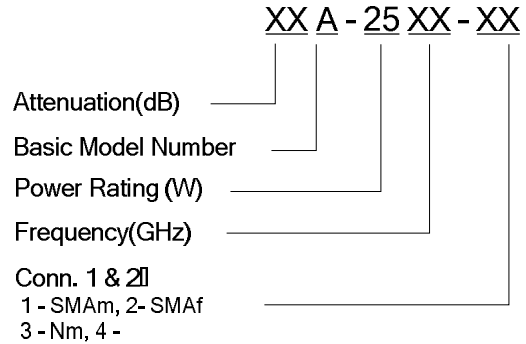 XX A - 25 XX - XX
Attenuation(dB)
Basic Model Number
Power Rating (W)
Frequency(GHz)
Conn. 1 & 2
1 - SMAm, 2- SMAf
3 - Nm, 4 -